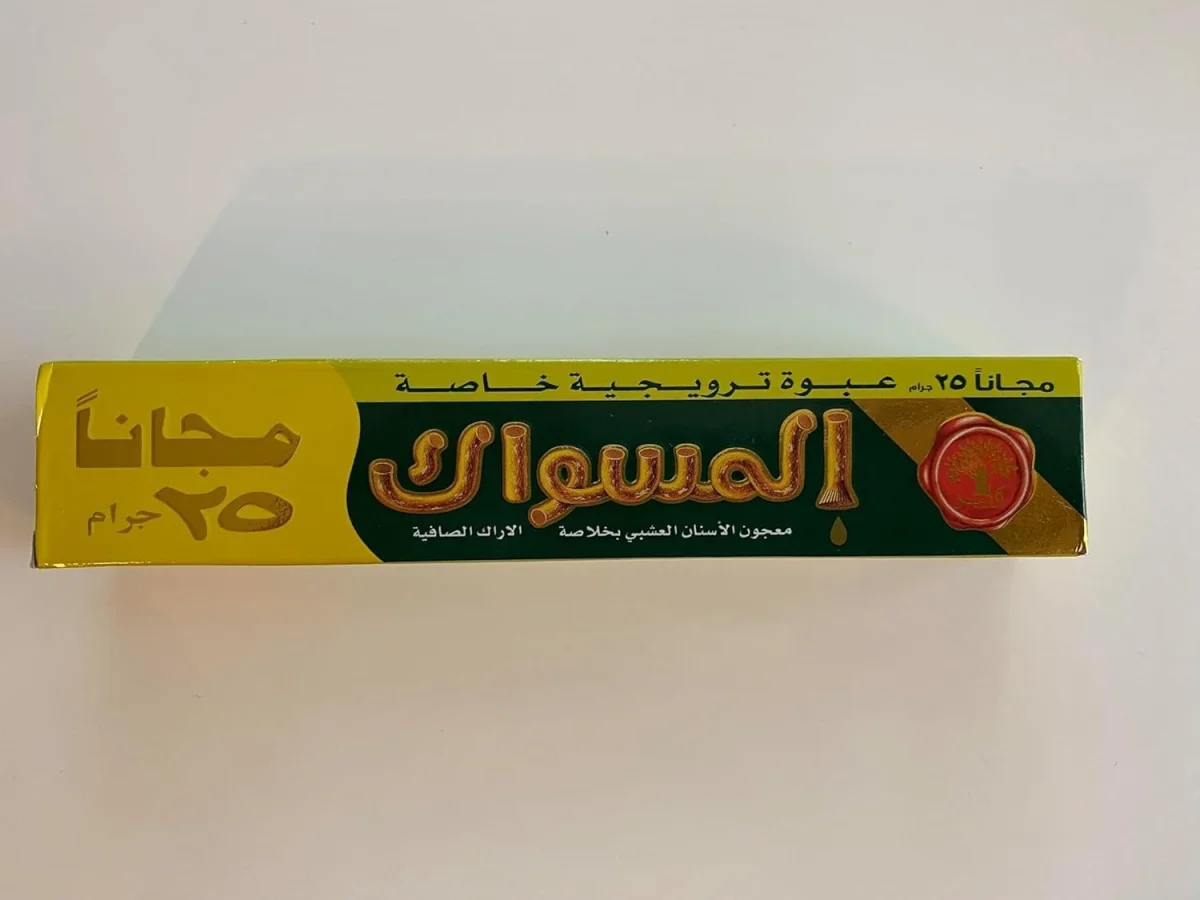 مجاناً ٢٥ جرام عبوة ترويجية خاصة
المسواك
معجون الأسنان العشبي بخلاصة الاراك الصافية
مجاناً
٢٥ جرام